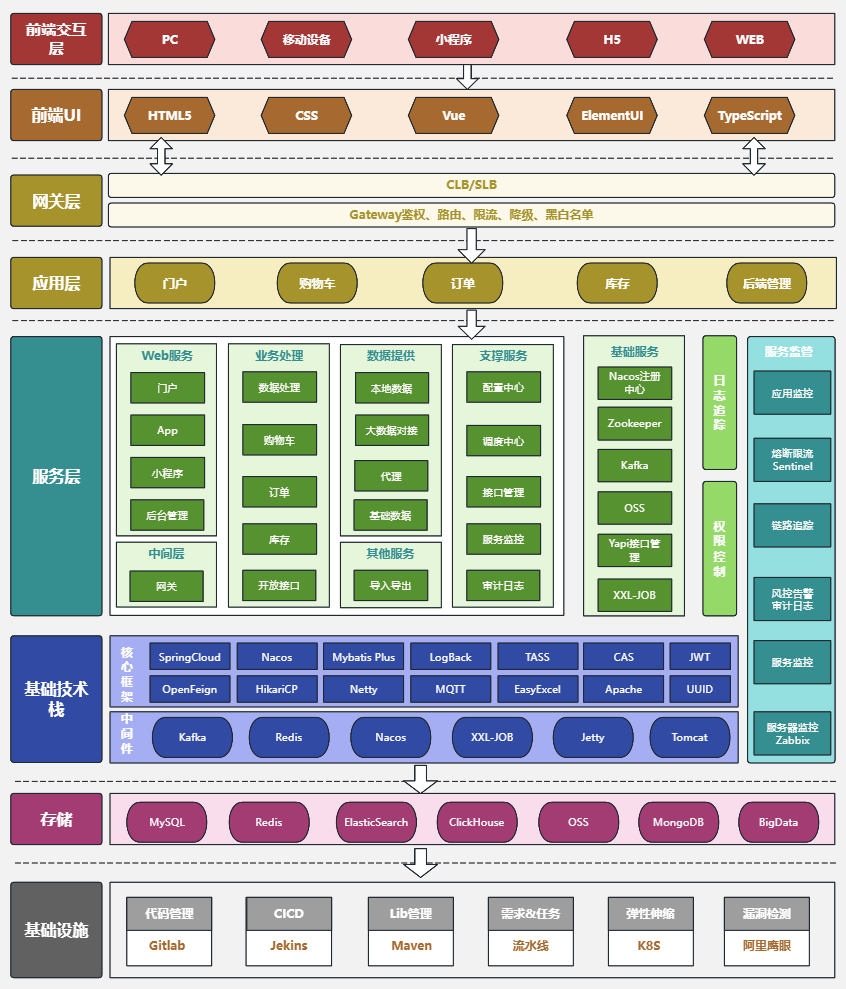 前端交互
层
PC
移动设备
小程序
H5
WEB
前端UI
HTML5
CSS
Vue
ElementUI
TypeScript
网关层
CLB/SLB
Gateway鉴权、路由、限流、降级、黑白名单
应用层
门户
购物车
订单
库存
后端管理
服务层
Web服务
门户
App
小程序
后台管理
中间层
网关
业务处理
数据处理
购物车
订单
库存
开放接口
数据提供
本地数据
大数据对接
代理
基础数据
其他服务
导入导出
支撑服务
配置中心
调度中心
接口管理
服务监控
审计日志
基础服务
Nacos注册
中心
Zookeeper
Kafka
OSS
Yapi接口管
理
XXL-JOB
日
志
追
踪
权
限
控
制
服务监管
应用监控
熔断限流
Sentinel
链路追踪
风控告警
审计日志
服务监控
服务器监控
Zabbix
基础技术
栈
核
心
框
架
SpringCloud
Nacos
Mybatis Plus
LogBack
TASS
CAS
JWT
OpenFeign
HikariCP
Netty
MQTT
EasyExcel
Apache
UUID
中
间
件
Kafka
Redis
Nacos
XXL-JOB
Jetty
Tomcat
存储
MySQL
Redis
ElasticSearch
ClickHouse
OSS
MongoDB
BigData
基础设施
代码管理
Gitlab
CICD
Jekins
Lib管理
Maven
需求&任务
流水线
弹性伸缩
K8S
漏洞检测
阿里鹰眼